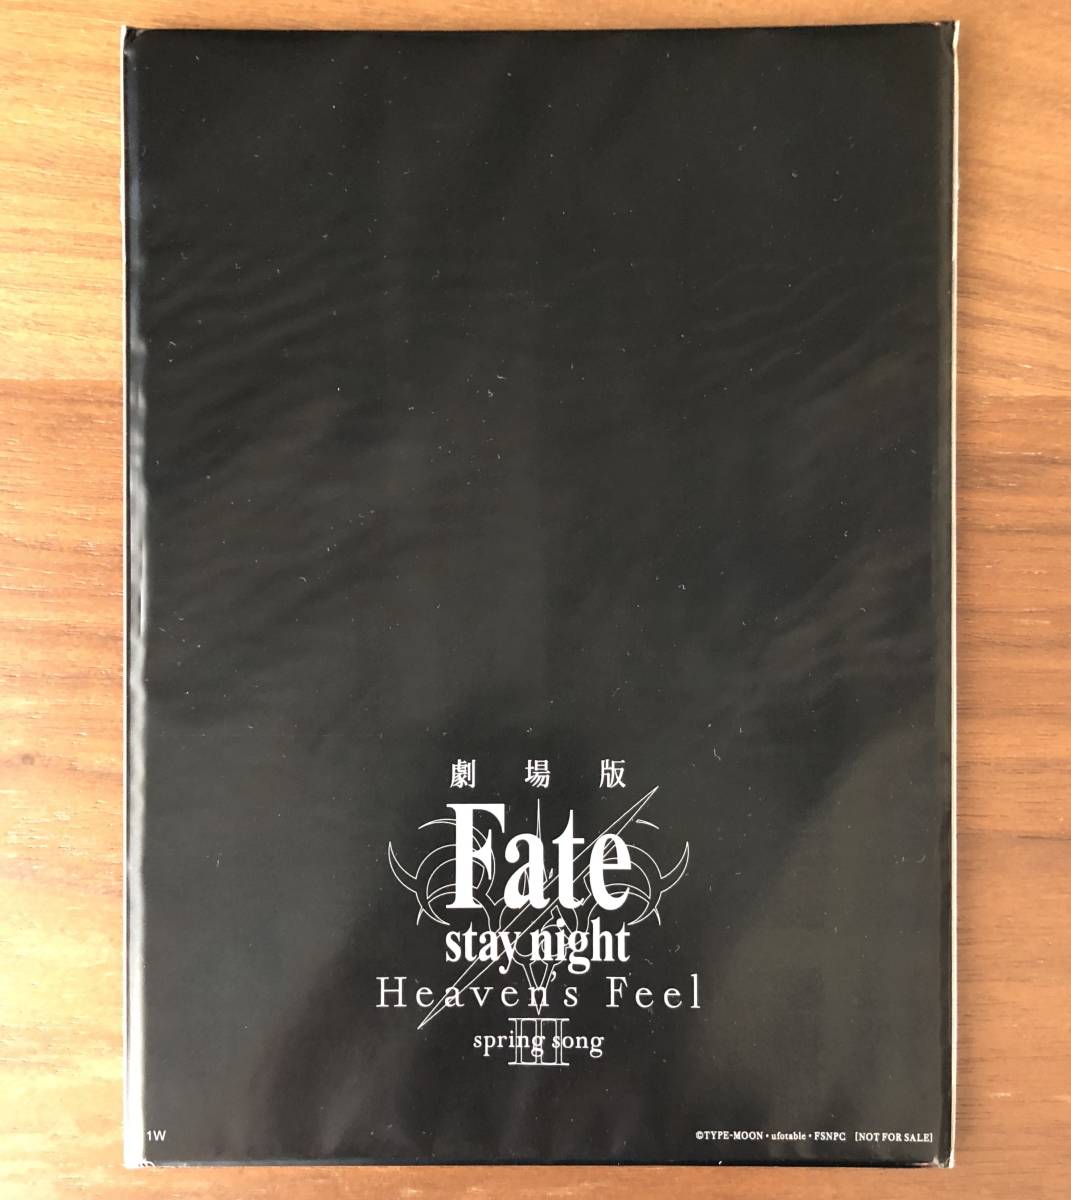 劇場版
Fate
stay night
Heaven's Feel
III
spring song
1W
©TYPE-MOON・ufotable・FSNPC [NOT FOR SALE]